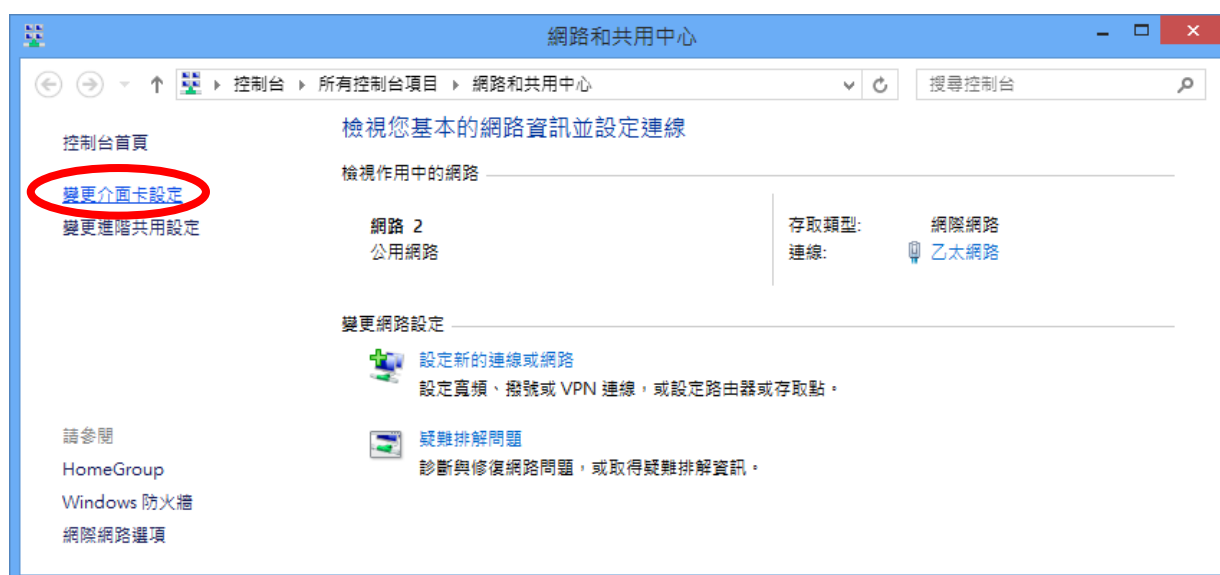 網路和共用中心
控制台 所有控制台項目 網路和共用中心
搜尋控制台
控制台首頁
變更介面卡設定
變更進階共用設定
檢視您基本的網路資訊並設定連線
檢視作用中的網路
網路 2
公用網路
存取類型: 網際網路
連線: 乙太網路
變更網路設定
設定新的連線或網路
設定寬頻、撥號或 VPN 連線，或設定路由器或存取點。
疑難排解問題
診斷與修復網路問題，或取得疑難排解資訊。
請參閱
HomeGroup
Windows 防火牆
網際網路選項